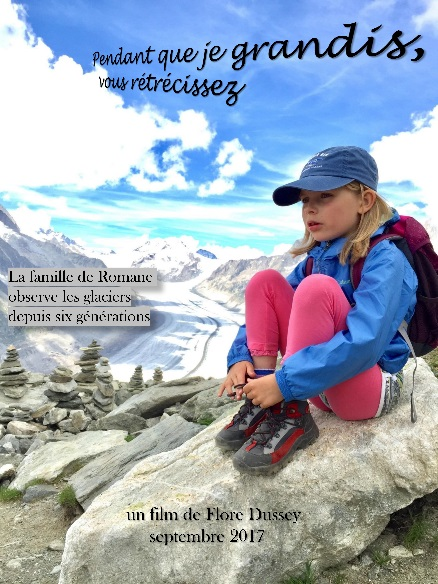 Pendant que je grandis,
vous rétrécissez
La famille de Romane
observe les glaciers
depuis six générations
un film de Flore Dussey
septembre 2017